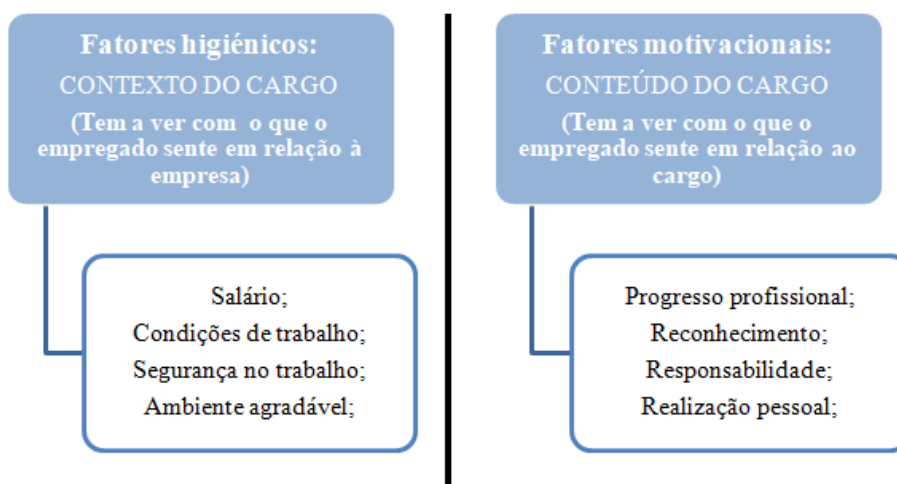 Fatores higiénicos:
CONTEXTO DO CARGO
(Tem a ver com o que o
empregado sente em relação à
empresa)
Salário;
Condições de trabalho;
Segurança no trabalho;
Ambiente agradável;
Fatores motivacionais:
CONTEÚDO DO CARGO
(Tem a ver com o que o
empregado sente em relação ao
cargo)
Progresso profissional;
Reconhecimento;
Responsabilidade;
Realização pessoal;